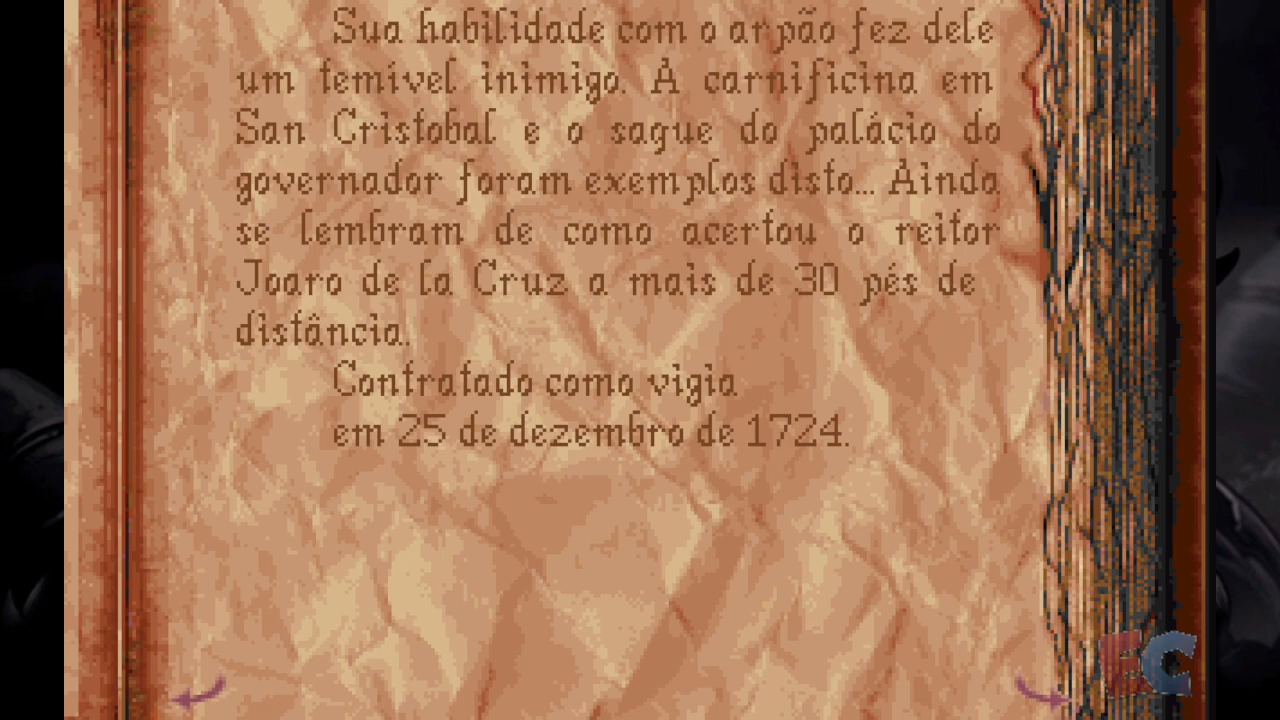 Sua habilidade com o arpão fez dele
um temível inimigo. A carnificina em
San Cristobal e o saque do palácio do
governador foram exemplos disto... Ainda
se lembram de como acertou o reitor
Joaro de la Cruz a mais de 30 pés de
distância.
Contratado como vigia
em 25 de dezembro de 1724.
EC